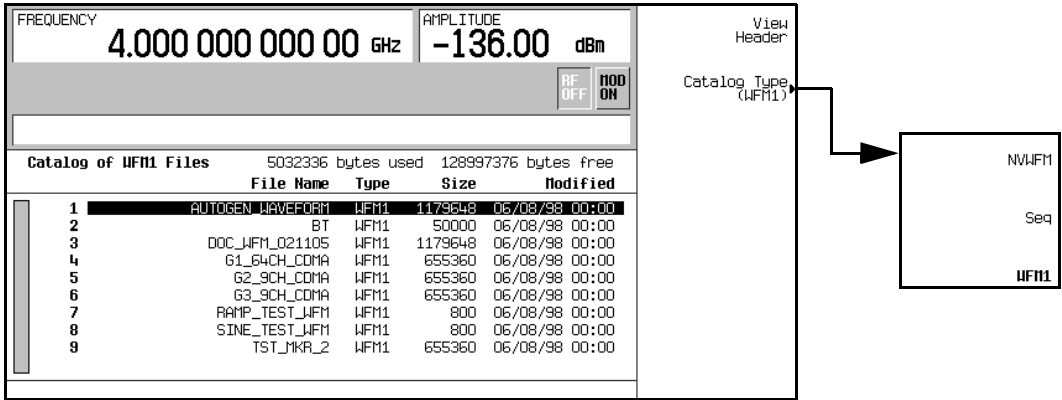 FREQUENCY
4.000 000 000 00 GHz
AMPLITUDE
-136.00 dBm
RF OFF
MOD ON
Catalog of WFM1 Files 5032336 bytes used 128997376 bytes free
File Name Type Size Modified
1 AUTOGEN_WAVEFORM WFM1 1179648 06/08/98 00:00
2 BT WFM1 50000 06/08/98 00:00
3 DOC_WFM_021105 WFM1 1179648 06/08/98 00:00
4 G1_64CH_CDMA WFM1 655360 06/08/98 00:00
5 G2_9CH_CDMA WFM1 655360 06/08/98 00:00
6 G3_9CH_CDMA WFM1 655360 06/08/98 00:00
7 RAMP_TEST_WFM WFM1 800 06/08/98 00:00
8 SINE_TEST_WFM WFM1 800 06/08/98 00:00
9 TST_MKR_2 WFM1 655360 06/08/98 00:00
View
Header
Catalog Type
(WFM1)
NVWFM
Seq
WFM1